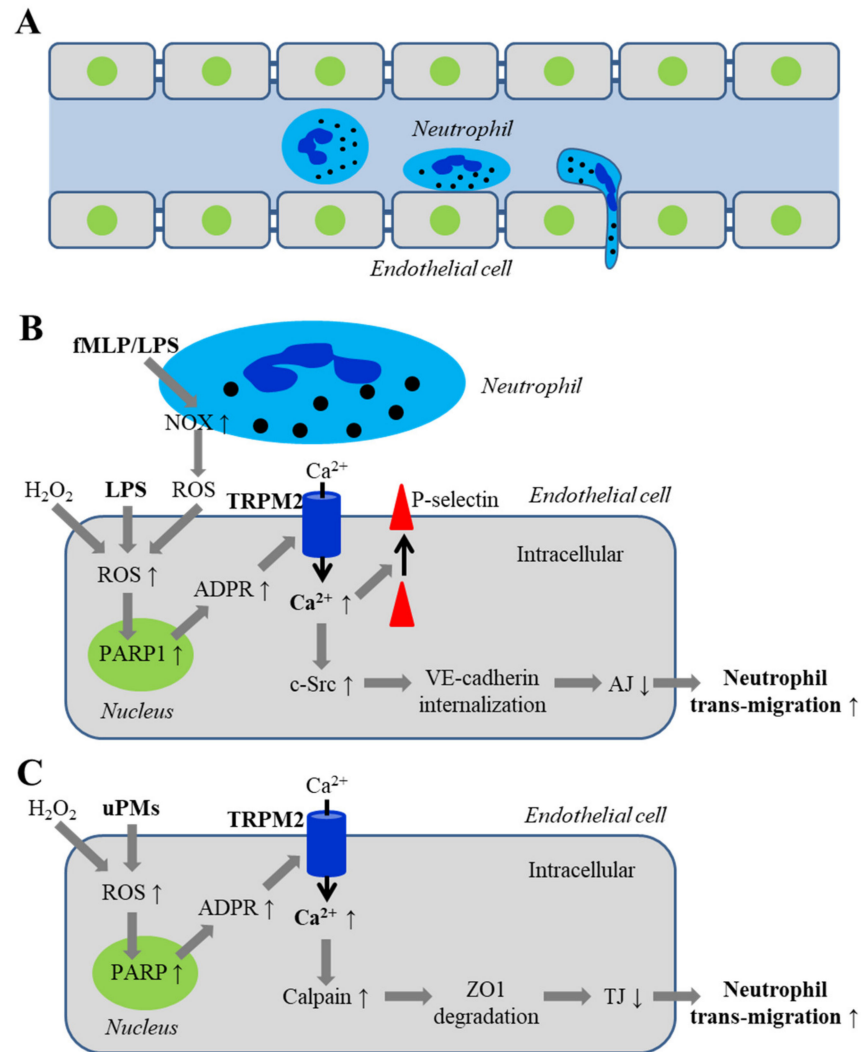 A
Neutrophil
Endothelial cell
B
fMLP/LPS
Neutrophil
NOX ↑
Ca²⁺
H₂O₂
LPS
ROS
TRPM2
P-selectin
Endothelial cell
Intracellular
ROS ↑
ADPR ↑
Ca²⁺ ↑
PARP1 ↑
c-Src ↑
VE-cadherin
internalization
AJ ↓
Neutrophil
trans-migration ↑
Nucleus
C
Ca²⁺
H₂O₂
uPMs
TRPM2
Endothelial cell
Intracellular
ROS ↑
ADPR ↑
Ca²⁺ ↑
PARP ↑
Calpain ↑
ZO1
degradation
TJ ↓
Neutrophil
trans-migration ↑
Nucleus